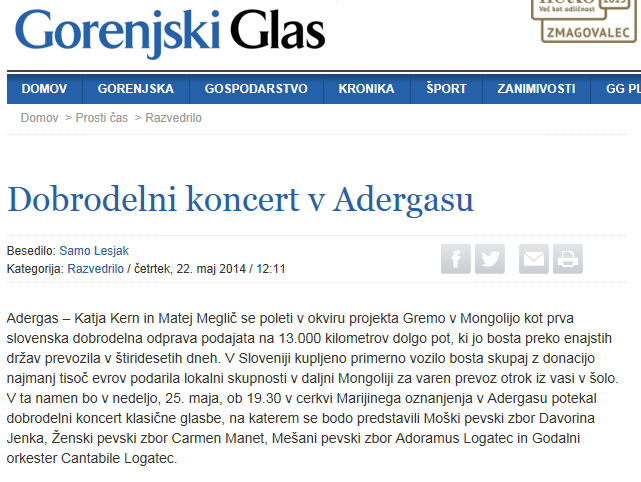 Gorenjski Glas
Več kot odličnost
ZMAGOVALEC
DOMOV GORENJSKA GOSPODARSTVO KRONIKA ŠPORT ZANIMIVOSTI GG PL
Domov > Prosti čas > Razvedrilo
Dobrodelni koncert v Adergasu
Besedilo: Samo Lesjak
Kategorija: Razvedrilo / četrtek, 22. maj 2014 / 12:11
Adergas – Katja Kern in Matej Meglič se poleti v okviru projekta Gremo v Mongolijo kot prva
slovenska dobrodelna odprava podajata na 13.000 kilometrov dolgo pot, ki jo bosta preko enajstih
držav prevozila v štiridesetih dneh. V Sloveniji kupljeno primerno vozilo bosta skupaj z donacijo
najmanj tisoč evrov podarila lokalni skupnosti v daljni Mongoliji za varen prevoz otrok iz vasi v šolo.
V ta namen bo v nedeljo, 25. maja, ob 19.30 v cerkvi Marijinega oznanjenja v Adergasu potekal
dobrodelni koncert klasične glasbe, na katerem se bodo predstavili Moški pevski zbor Davorina
Jenka, Ženski pevski zbor Carmen Manet, Mešani pevski zbor Adoramus Logatec in Godalni
orkester Cantabile Logatec.